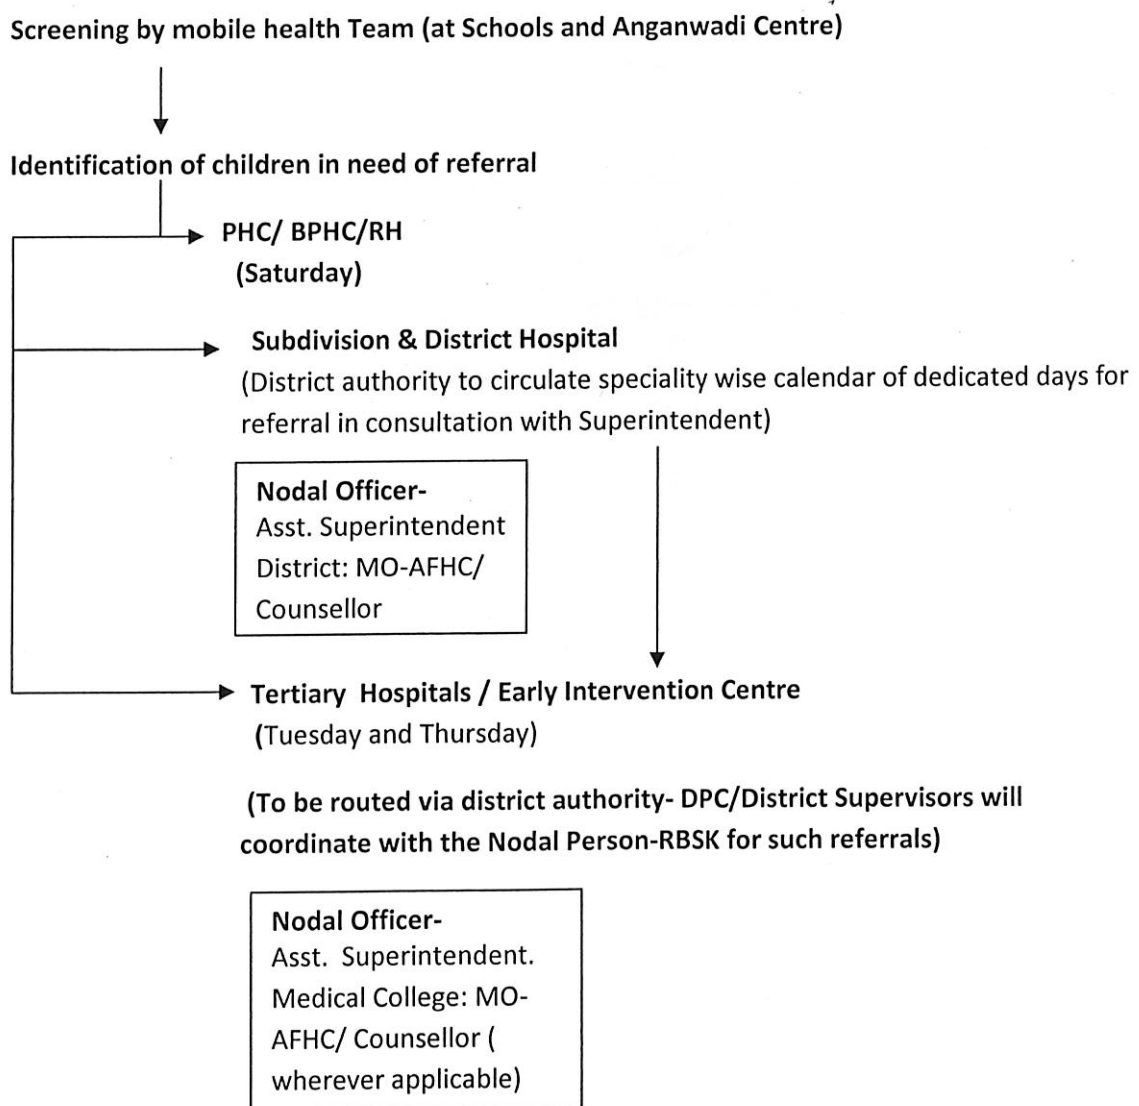 Screening by mobile health Team (at Schools and Anganwadi Centre)
Identification of children in need of referral
PHC/ BPHC/RH
(Saturday)
Subdivision & District Hospital
(District authority to circulate speciality wise calendar of dedicated days for
referral in consultation with Superintendent)
Nodal Officer-
Asst. Superintendent
District: MO-AFHC/
Counsellor
Tertiary Hospitals / Early Intervention Centre
(Tuesday and Thursday)
(To be routed via district authority- DPC/District Supervisors will
coordinate with the Nodal Person-RBSK for such referrals)
Nodal Officer-
Asst. Superintendent.
Medical College: MO-
AFHC/ Counsellor (
wherever applicable)